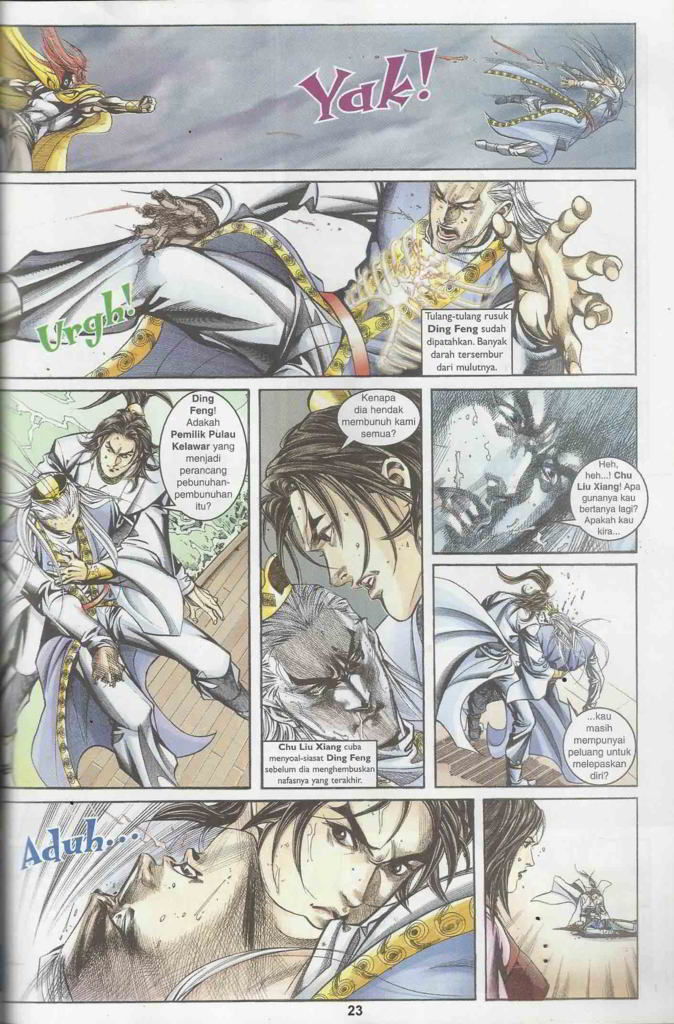 Yak!
Urgh!
Tulang-tulang rusuk
Ding Feng sudah
dipatahkan. Banyak
darah tersembur
dari mulutnya.
Ding
Feng!
Adakah
Pemilik Pulau
Kelawar yang
menjadi
perancang
pebunuhan-
pembunuhan
itu?
Kenapa
dia hendak
membunuh kami
semua?
Chu Liu Xiang cuba
menyoal-siasat Ding Feng
sebelum dia menghembuskan
nafasnya yang terakhir.
Heh,
heh...! Chu
Liu Xiang! Apa
gunanya kau
bertanya lagi?
Apakah kau
kira...
...kau
masih
mempunyai
peluang untuk
melepaskan
diri?
Aduh...
23